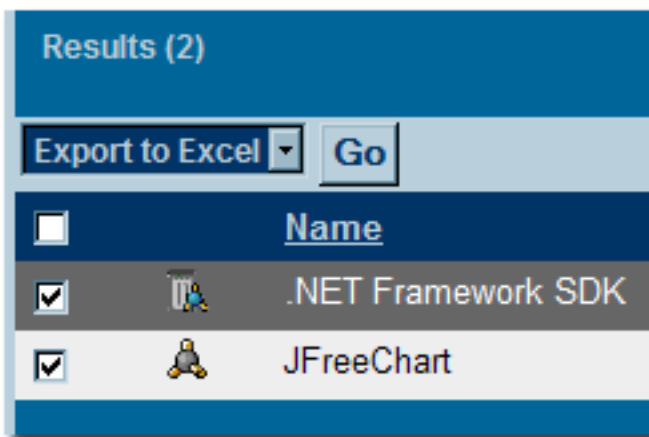 Results (2)
Export to Excel Go
Name
.NET Framework SDK
JFreeChart